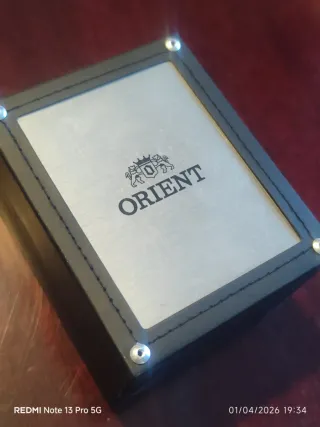 ORIENT
REDMI Note 13 Pro 5G
01/04/2026 19:34